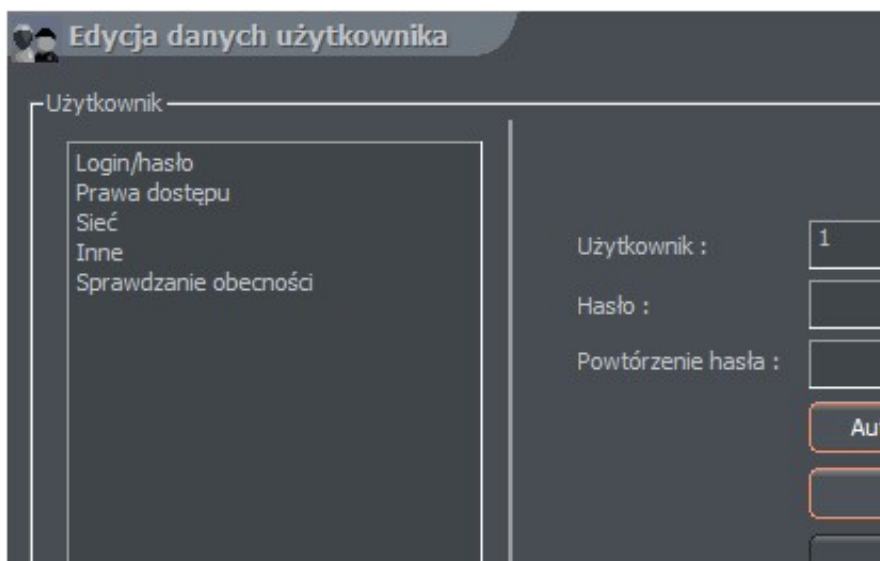 Edycja danych użytkownika
Użytkownik
Login/hasło
Prawa dostępu
Sieć
Inne
Sprawdzanie obecności
Użytkownik : 1
Hasło :
Powtórzenie hasła :